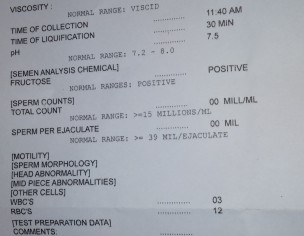 VISCOSITY :
NORMAL RANGE: VISCID
TIME OF COLLECTION ............... 11:40 AM
TIME OF LIQUIFICATION ............... 30 MIN
pH ............... 7.5
NORMAL RANGE: 7.2 - 8.0
[SEMEN ANALYSIS CHEMICAL]
FRUCTOSE ............... POSITIVE
NORMAL RANGES: POSITIVE
[SPERM COUNTS]
TOTAL COUNT ............... 00 MILL/ML
NORMAL RANGE: >=15 MILLIONS/ML
SPERM PER EJACULATE ............... 00 MIL
NORMAL RANGE: >= 39 MIL/EJACULATE
[MOTILITY]
[SPERM MORPHOLOGY]
[HEAD ABNORMALITY]
[MID PIECE ABNORMALITIES]
[OTHER CELLS]
WBC'S ............... 03
RBC'S ............... 12
[TEST PREPARATION DATA]
COMMENTS: ...............